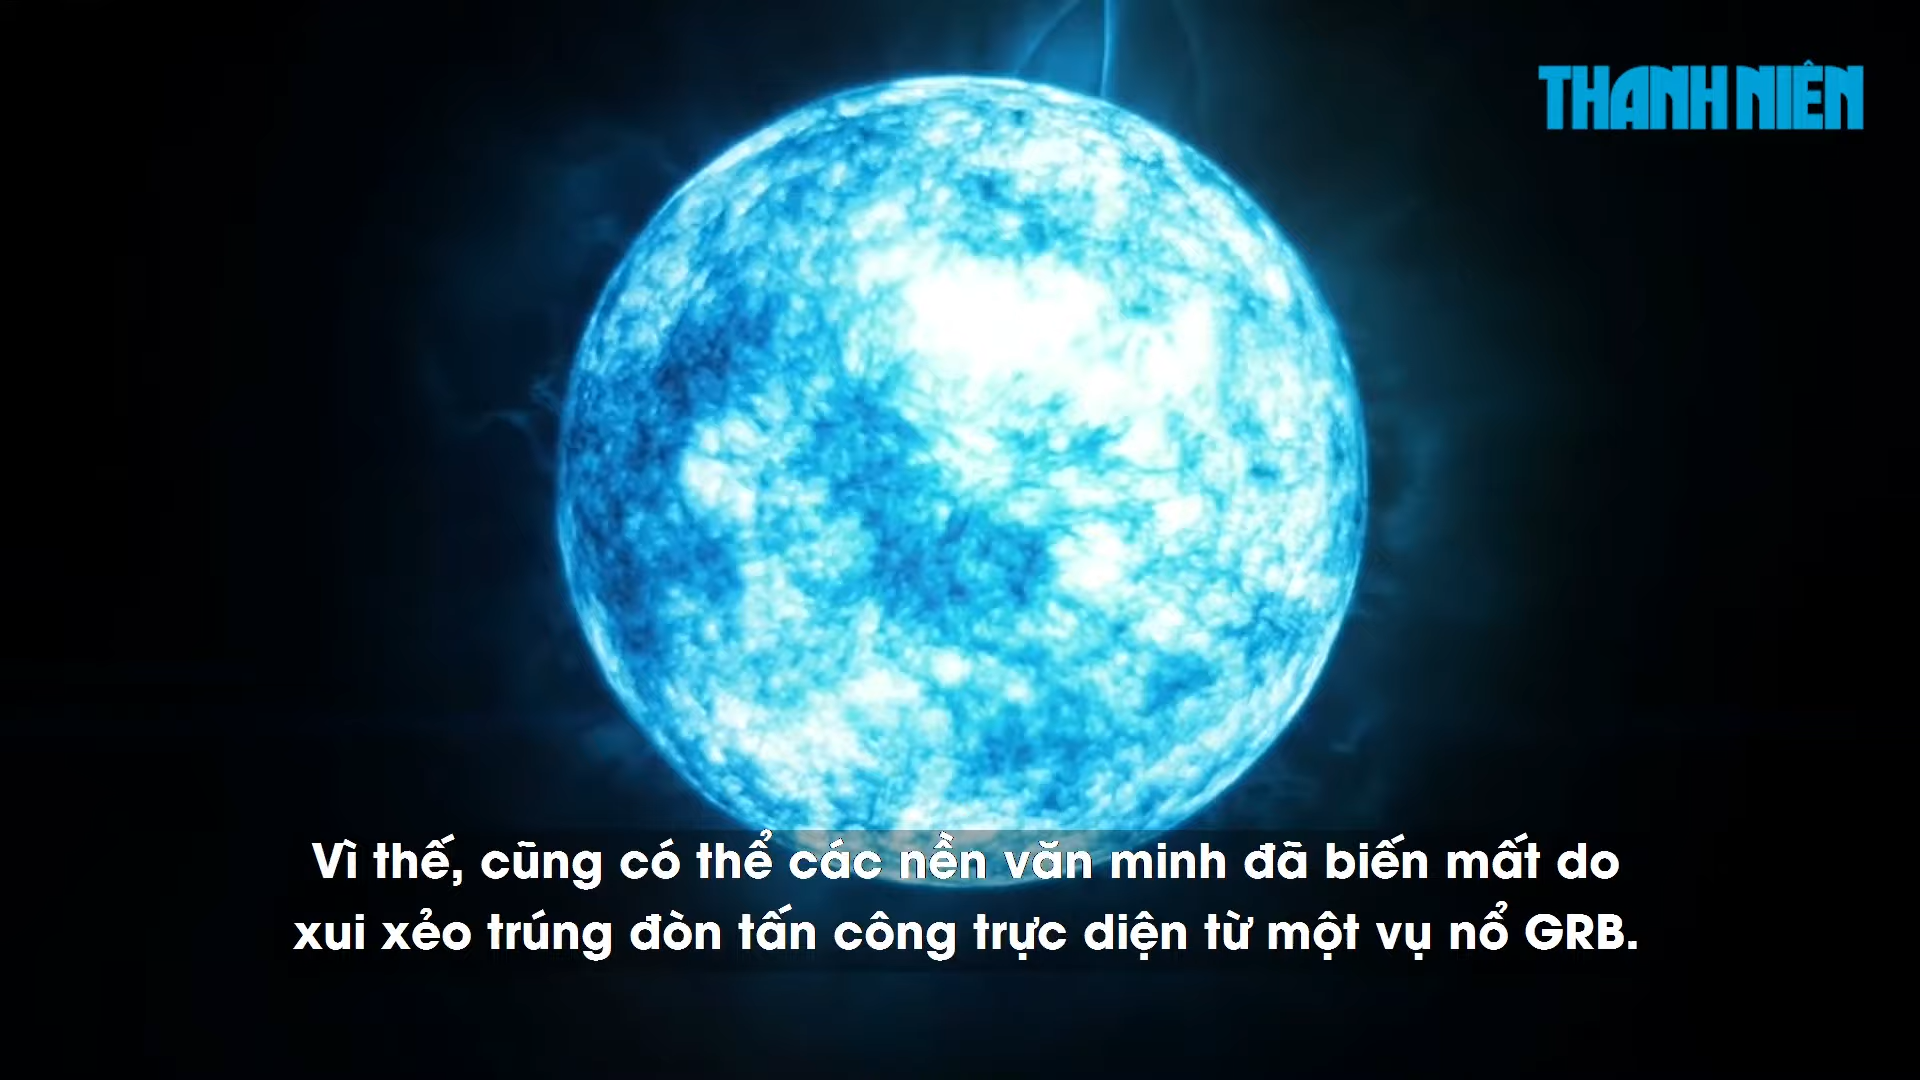 THANH NIÊN
Vì thế, cũng có thể các nền văn minh đã biến mất do
xui xẻo trúng đòn tấn công trực diện từ một vụ nổ GRB.